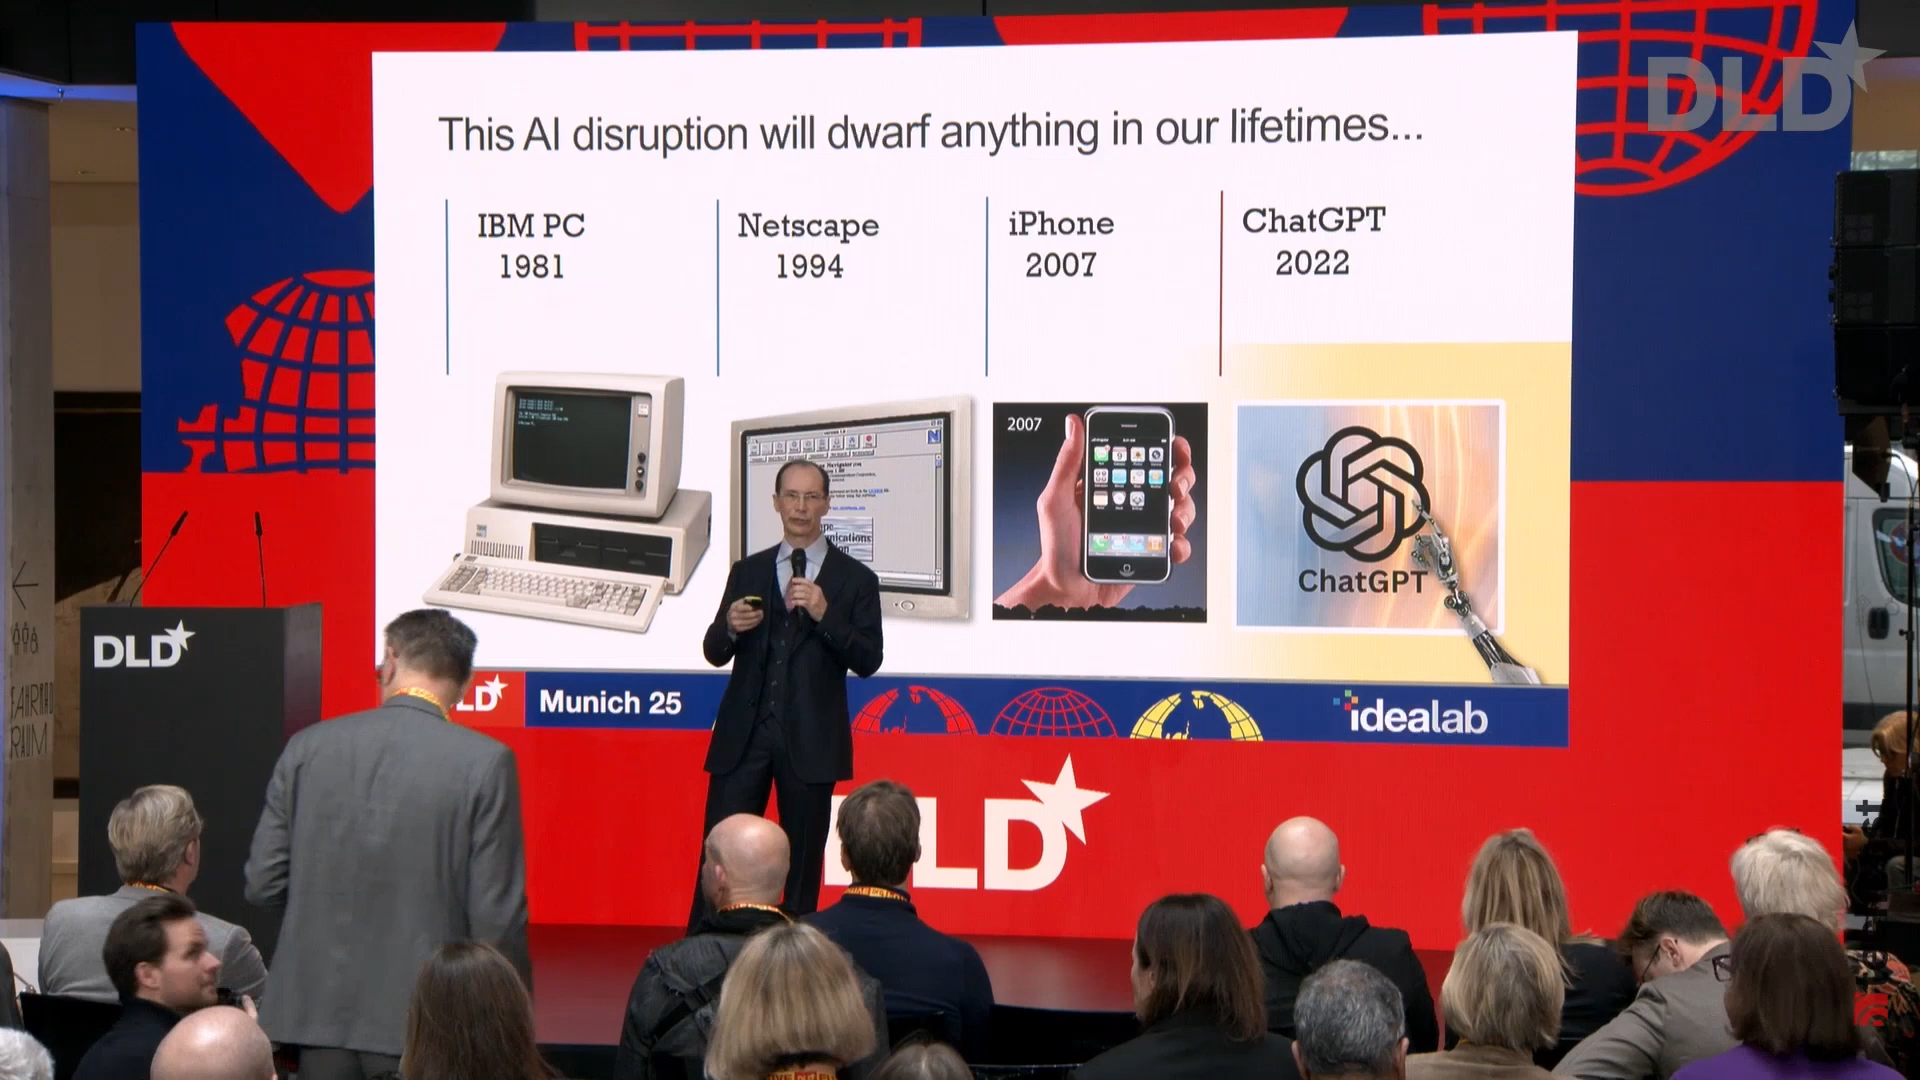 DLD
This AI disruption will dwarf anything in our lifetimes...
IBM PC
1981
Netscape
1994
iPhone
2007
ChatGPT
2022
2007
ChatGPT
DLD
LD
Munich 25
idealab
DLD